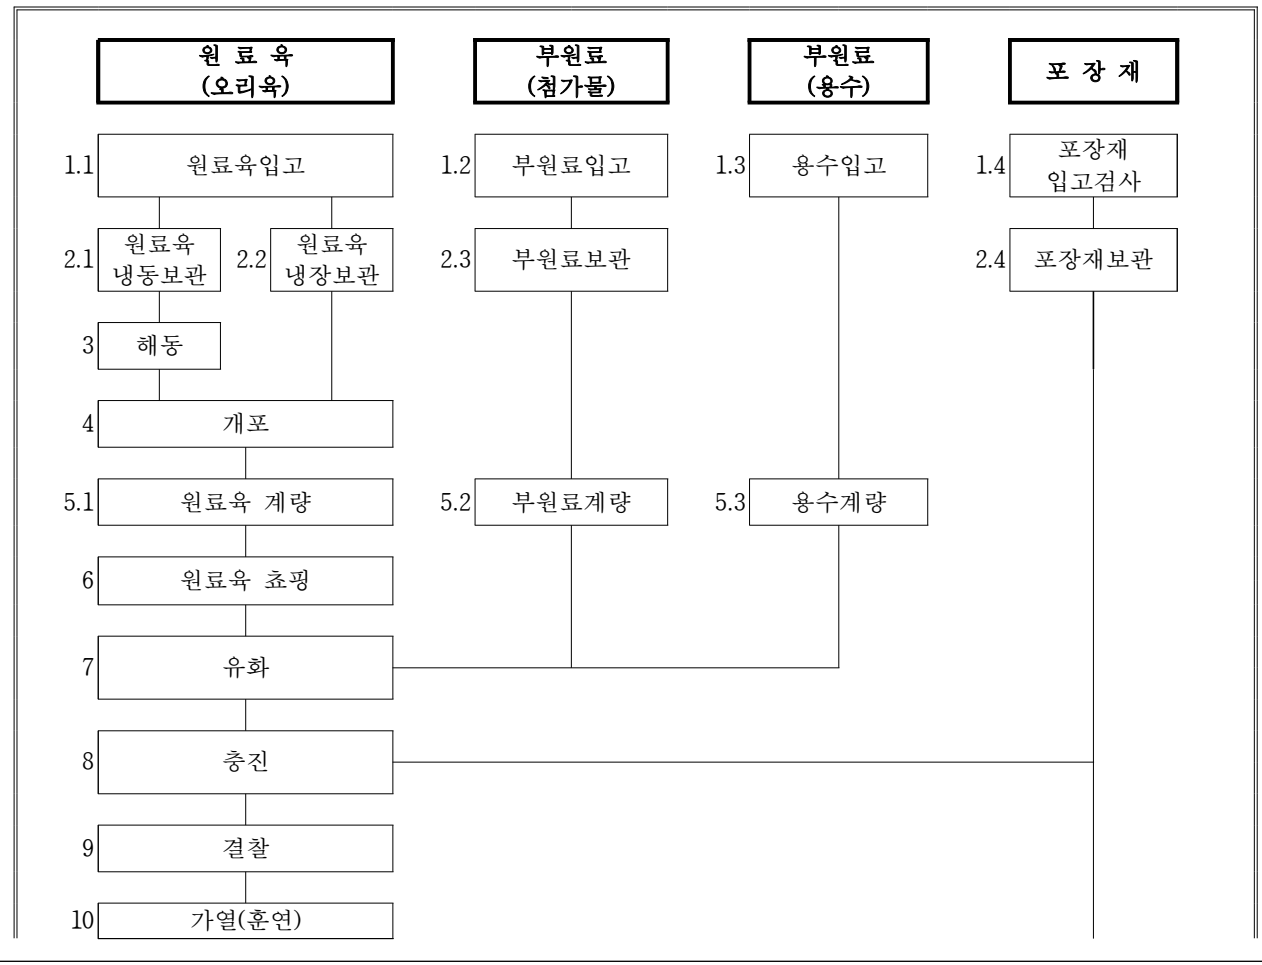 원 료 육
(오리육)
부원료
(첨가물)
부원료
(용수)
포 장 재
1.1 원료육입고
1.2 부원료입고
1.3 용수입고
1.4 포장재
입고검사
2.1 원료육
냉동보관
2.2 원료육
냉장보관
2.3 부원료보관
2.4 포장재보관
3 해동
4 개포
5.1 원료육 계량
5.2 부원료계량
5.3 용수계량
6 원료육 쵸핑
7 유화
8 충진
9 결찰
10 가열(훈연)